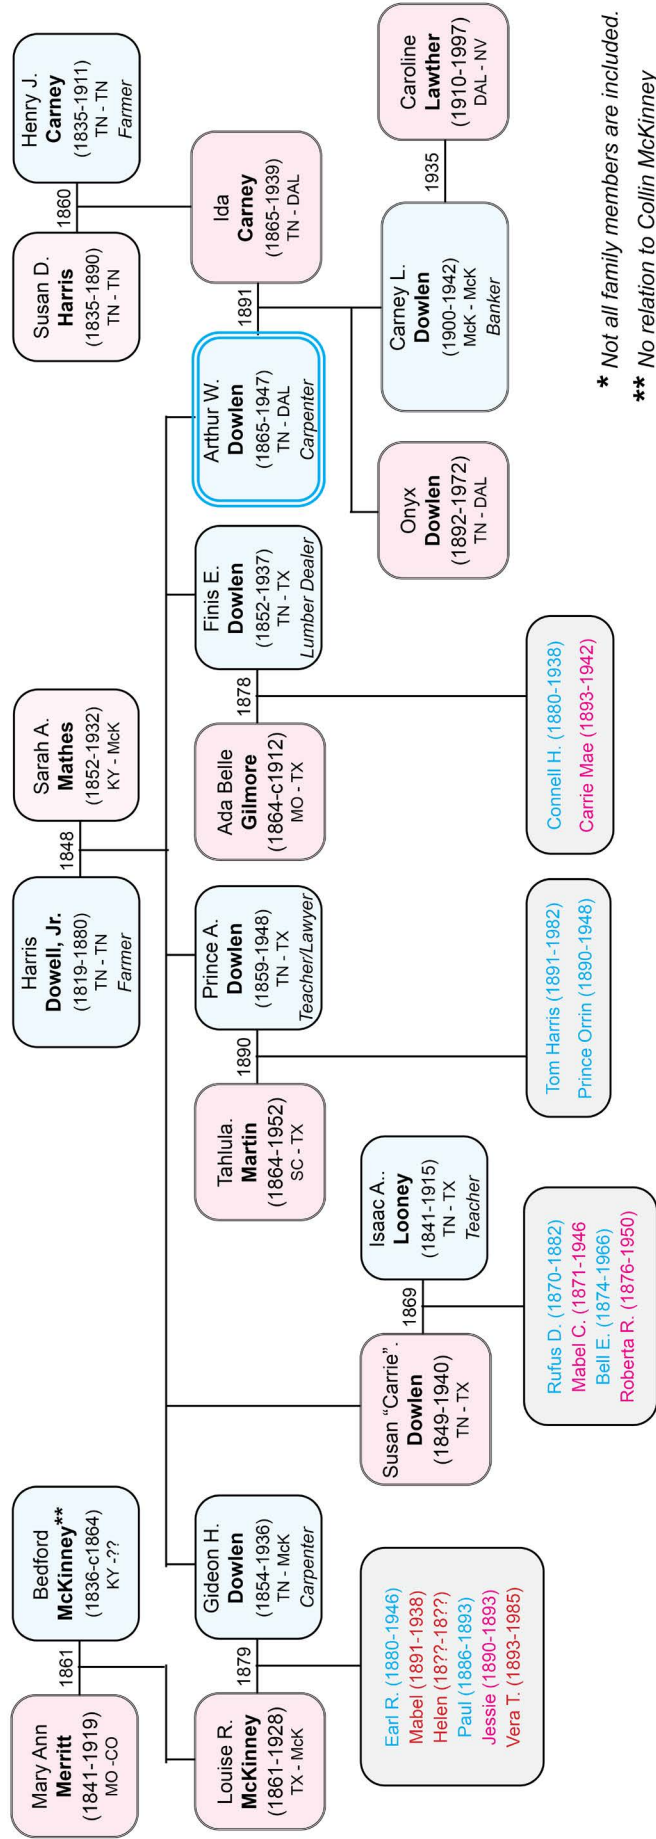 Mary Ann
Merritt
(1841-1919)
MO -CO
1861
Bedford
McKinney**
(1836-c1864)
KY -??
Harris
Dowell, Jr.
(1819-1880)
TN - TN
Farmer
1848
Sarah A.
Mathes
(1852-1932)
KY - McK
Susan D.
Harris
(1835-1890)
TN - TN
1860
Henry J.
Carney
(1835-1911)
TN - TN
Farmer
Louise R.
McKinney
(1861-1928)
TX - McK
1879
Gideon H.
Dowlen
(1854-1936)
TN - McK
Carpenter
Tahlula.
Martin
(1864-1952)
SC - TX
1890
Prince A.
Dowlen
(1859-1948)
TN - TX
Teacher/Lawyer
Ada Belle
Gilmore
(1864-c1912)
MO - TX
1878
Finis E.
Dowlen
(1852-1937)
TN - TX
Lumber Dealer
Arthur W.
Dowlen
(1865-1947)
TN - DAL
Carpenter
1891
Ida
Carney
(1865-1939)
TN - DAL
Susan "Carrie".
Dowlen
(1849-1940)
TN - TX
1869
Isaac A..
Looney
(1841-1915)
TN - TX
Teacher
Onyx
Dowlen
(1892-1972)
TN - DAL
Carney L.
Dowlen
(1900-1942)
McK - McK
Banker
1935
Caroline
Lawther
(1910-1997)
DAL - NV
Earl R. (1880-1946)
Mabel (1891-1938)
Helen (18??-18??)
Paul (1886-1893)
Jessie (1890-1893)
Vera T. (1893-1985)
Rufus D. (1870-1882)
Mabel C. (1871-1946
Bell E. (1874-1966)
Roberta R. (1876-1950)
Tom Harris (1891-1982)
Prince Orrin (1890-1948)
Connell H. (1880-1938)
Carrie Mae (1893-1942)
* Not all family members are included.
** No relation to Collin McKinney